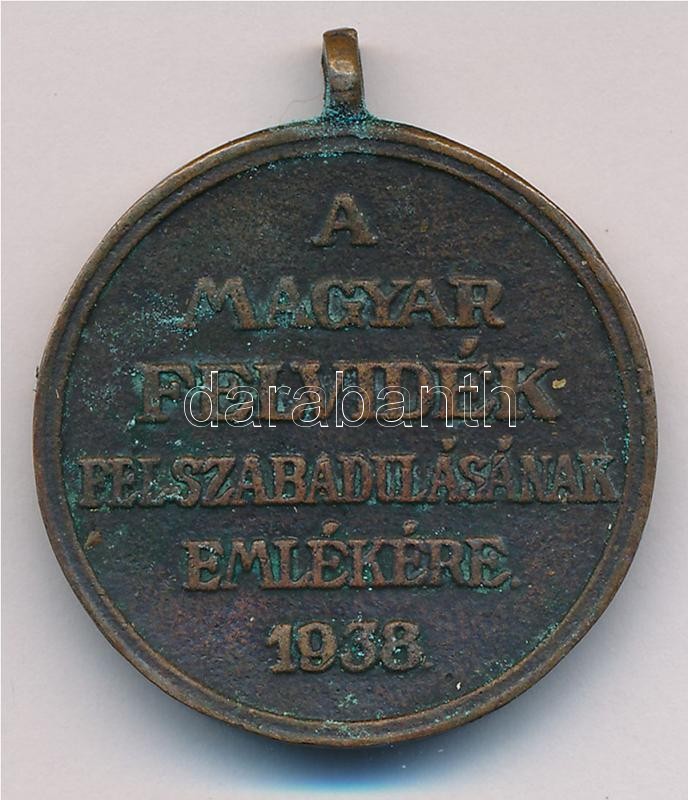 A
MAGYAR
FELVIDÉK
darabanth
FELSZABADULÁSÁNAK
EMLÉKÉRE
1938.